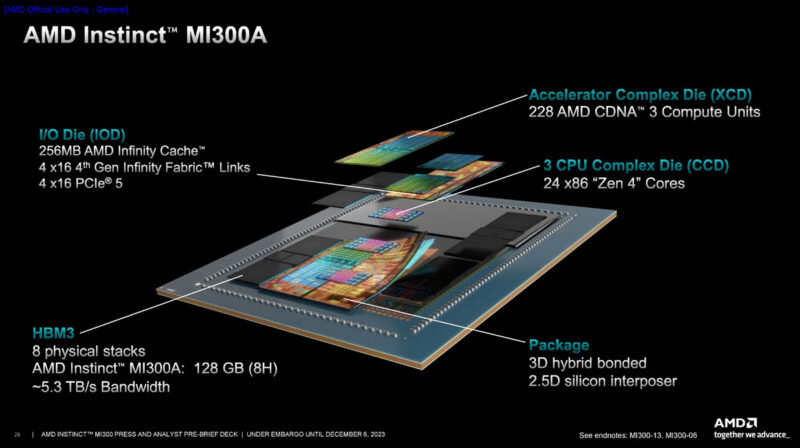 [AMD Official Use Only - General]
AMD Instinct™ MI300A
Accelerator Complex Die (XCD)
228 AMD CDNA™ 3 Compute Units
I/O Die (IOD)
256MB AMD Infinity Cache™
4 x16 4th Gen Infinity Fabric™ Links
4 x16 PCIe® 5
3 CPU Complex Die (CCD)
24 x86 “Zen 4” Cores
HBM3
8 physical stacks
AMD Instinct™ MI300A: 128 GB (8H)
~5.3 TB/s Bandwidth
Package
3D hybrid bonded
2.5D silicon interposer
26 | AMD INSTINCT™ MI300 PRESS AND ANALYST PRE-BRIEF DECK | UNDER EMBARGO UNTIL DECEMBER 6, 2023
See endnotes: MI300-13, MI300-06
AMD
together we advance_